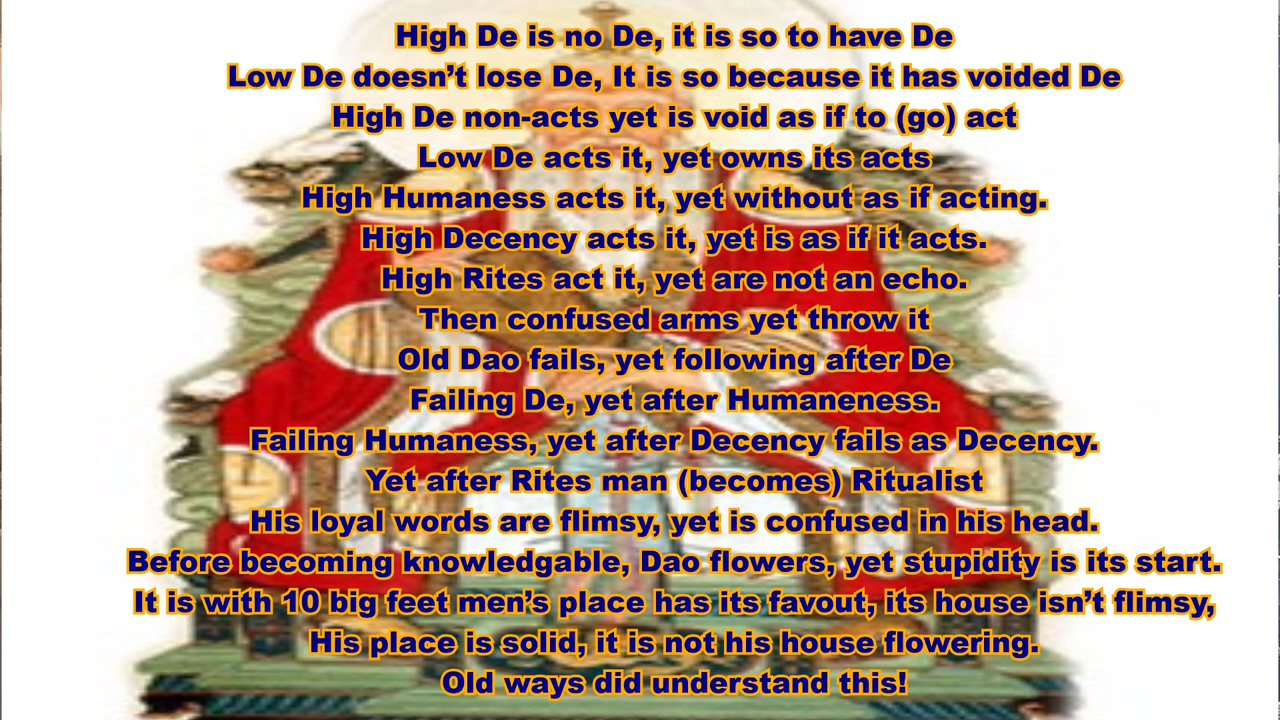 High De is no De, it is so to have De
Low De doesn't lose De, It is so because it has voided De
High De non-acts yet is void as if to (go) act
Low De acts it, yet owns its acts
High Humaness acts it, yet without as if acting.
High Decency acts it, yet is as if it acts.
High Rites act it, yet are not an echo.
Then confused arms yet throw it
Old Dao fails, yet following after De
Failing De, yet after Humaneness.
Failing Humaness, yet after Decency fails as Decency.
Yet after Rites man (becomes) Ritualist
His loyal words are flimsy, yet is confused in his head.
Before becoming knowledgable, Dao flowers, yet stupidity is its start.
It is with 10 big feet men's place has its favout, its house isn't flimsy,
His place is solid, it is not his house flowering.
Old ways did understand this!